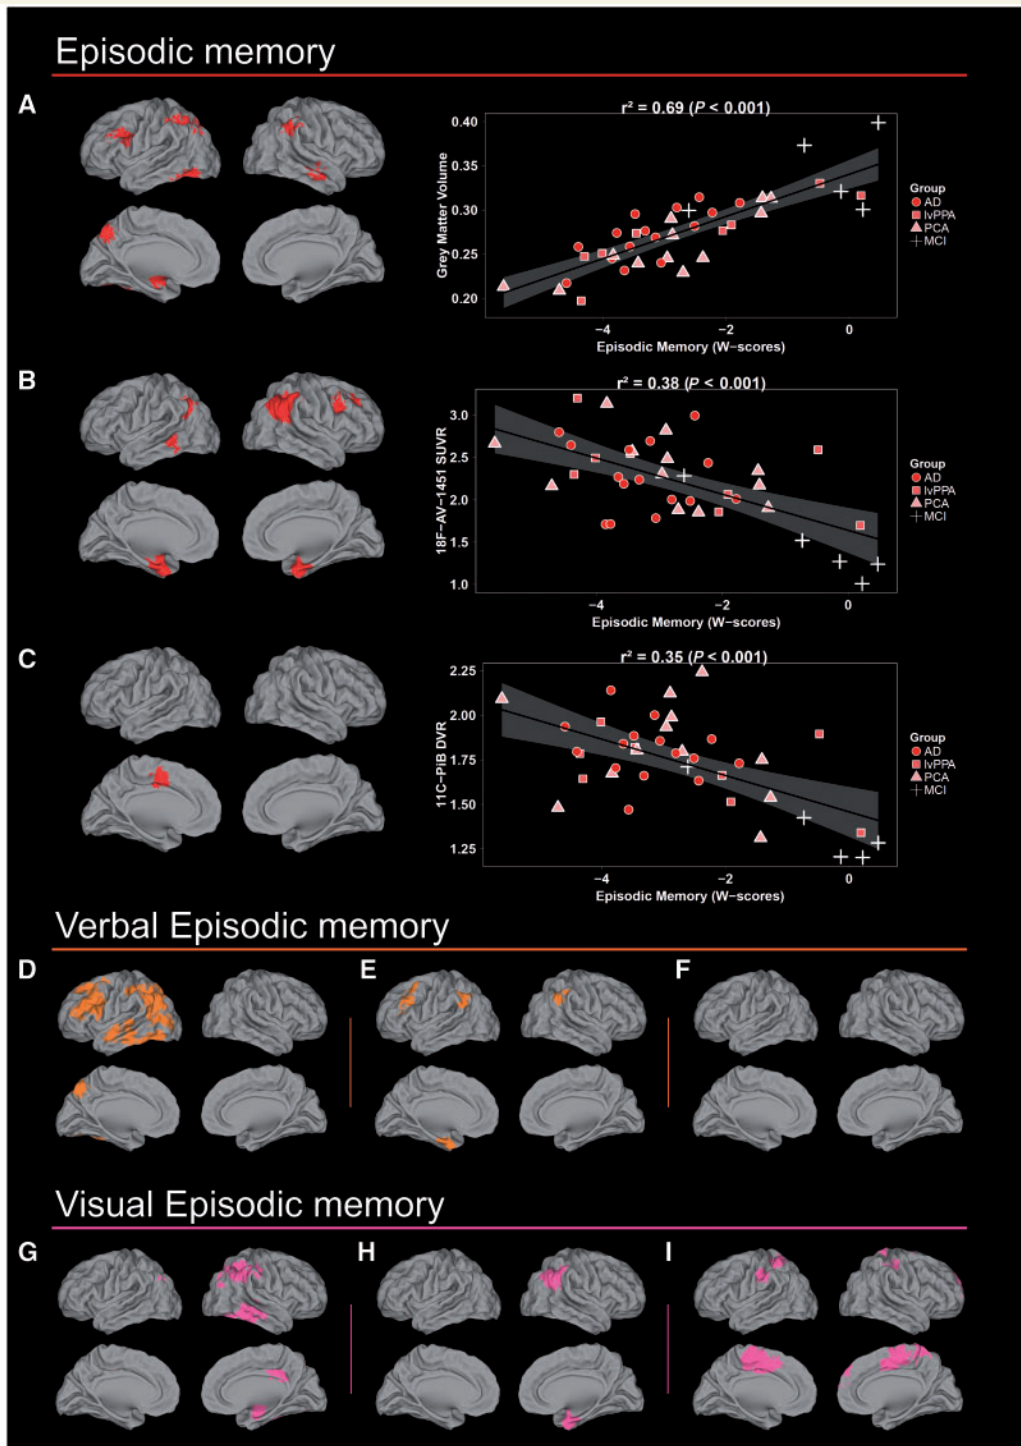 Episodic memory
A
r² = 0.69 (P < 0.001)
Grey Matter Volume
0.40
0.35
0.30
0.25
0.20
−4 −2 0
Episodic Memory (W−scores)
Group
AD
lvPPA
PCA
MCI
B
r² = 0.38 (P < 0.001)
18F−AV−1451 SUVR
3.0
2.5
2.0
1.5
1.0
−4 −2 0
Episodic Memory (W−scores)
Group
AD
lvPPA
PCA
MCI
C
r² = 0.35 (P < 0.001)
11C−PiB DVR
2.25
2.00
1.75
1.50
1.25
−4 −2 0
Episodic Memory (W−scores)
Group
AD
lvPPA
PCA
MCI
Verbal Episodic memory
D E F
Visual Episodic memory
G H I